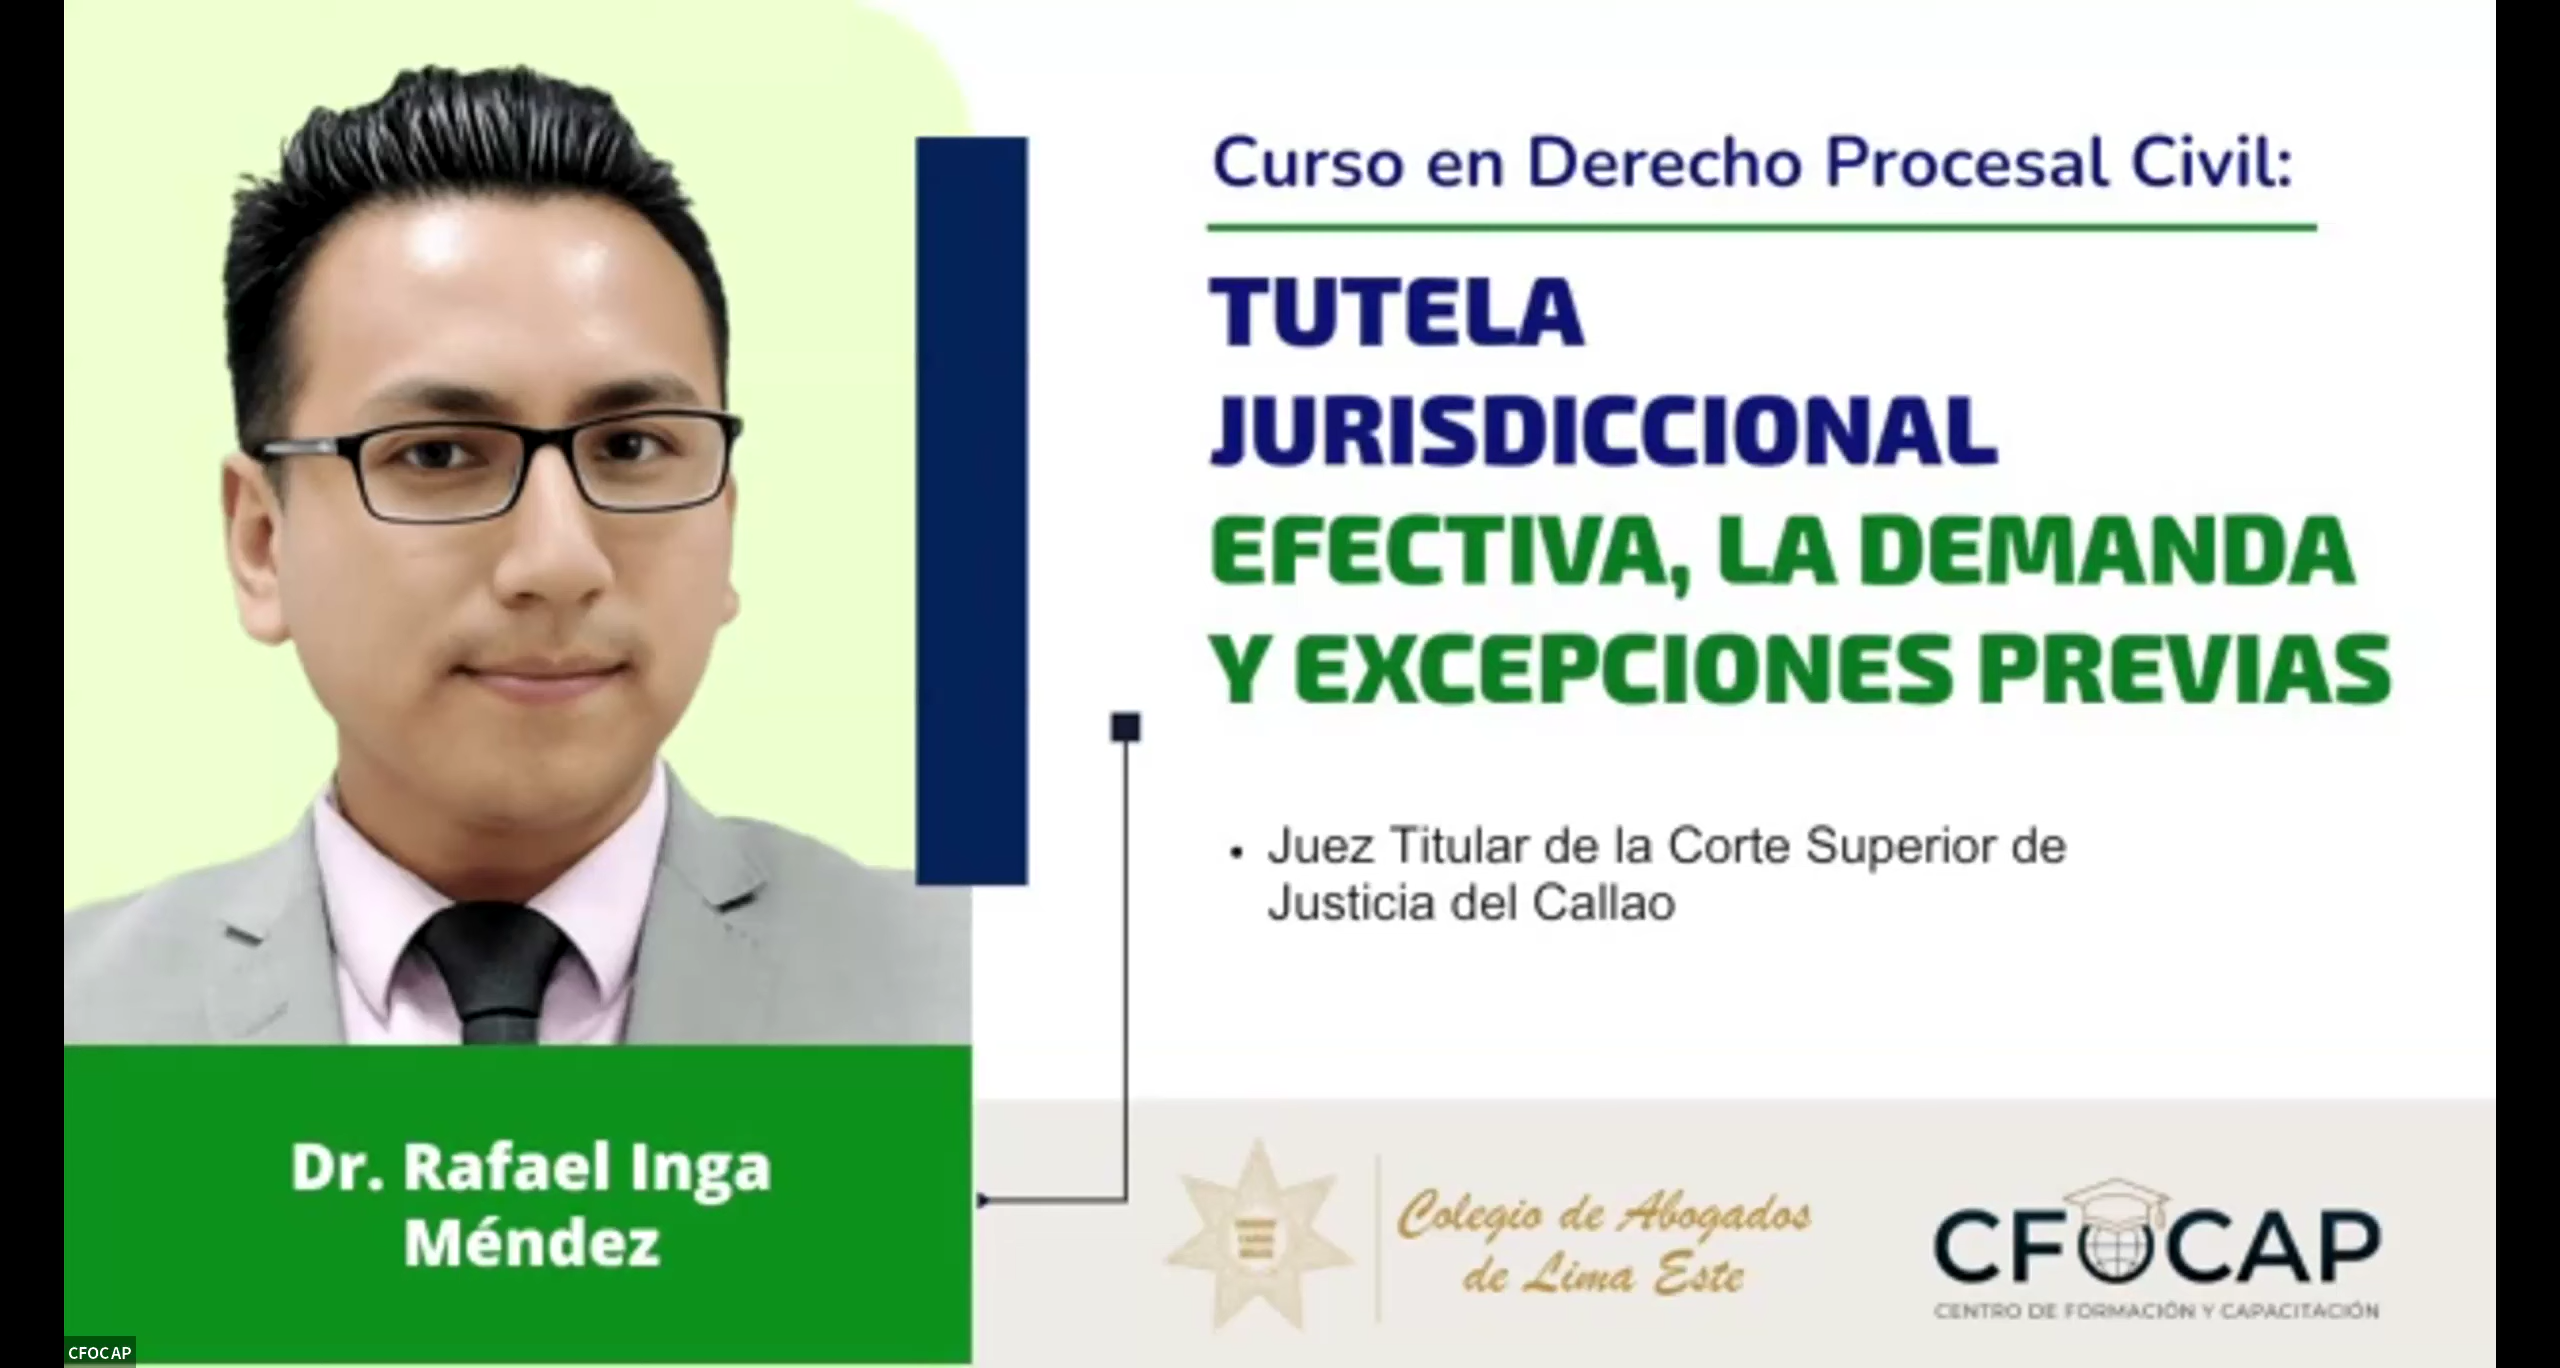 Curso en Derecho Procesal Civil:
TUTELA
JURISDICCIONAL
EFECTIVA, LA DEMANDA
Y EXCEPCIONES PREVIAS
• Juez Titular de la Corte Superior de
Justicia del Callao
Dr. Rafael Inga
Méndez
Colegio de Abogados
de Lima Este
CFOCAP
CENTRO DE FORMACIÓN Y CAPACITACIÓN
CFOCAP